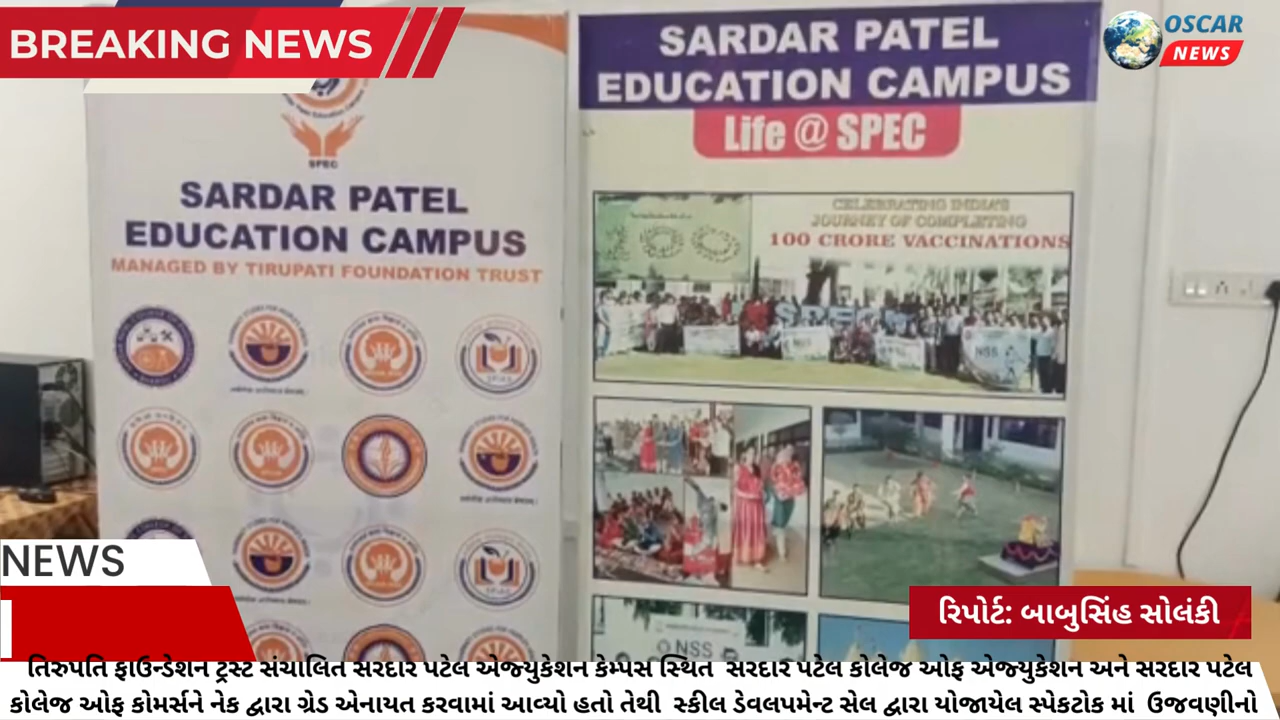 BREAKING NEWS
OSCAR
NEWS
SPEC
SARDAR PATEL
EDUCATION CAMPUS
MANAGED BY TIRUPATI FOUNDATION TRUST
SARDAR PATEL
EDUCATION CAMPUS
Life @ SPEC
CELEBRATING INDIA'S
JOURNEY OF COMPLETING
100 CRORE VACCINATIONS
100
SPEC
NSS
NSS
NEWS
રિપોર્ટ: બાબુસિંહ સોલંકી
તિરુપતિ ફાઉન્ડેશન ટ્રસ્ટ સંચાલિત સરદાર પટેલ એજ્યુકેશન કેમ્પસ સ્થિત સરદાર પટેલ કોલેજ ઓફ એજ્યુકેશન અને સરદાર પટેલ
કોલેજ ઓફ કોમર્સને નેક દ્વારા ગ્રેડ એનાયત કરવામાં આવ્યો હતો તેથી સ્કીલ ડેવલપમેન્ટ સેલ દ્વારા યોજાયેલ સ્પેકટોક માં ઉજવણીનો